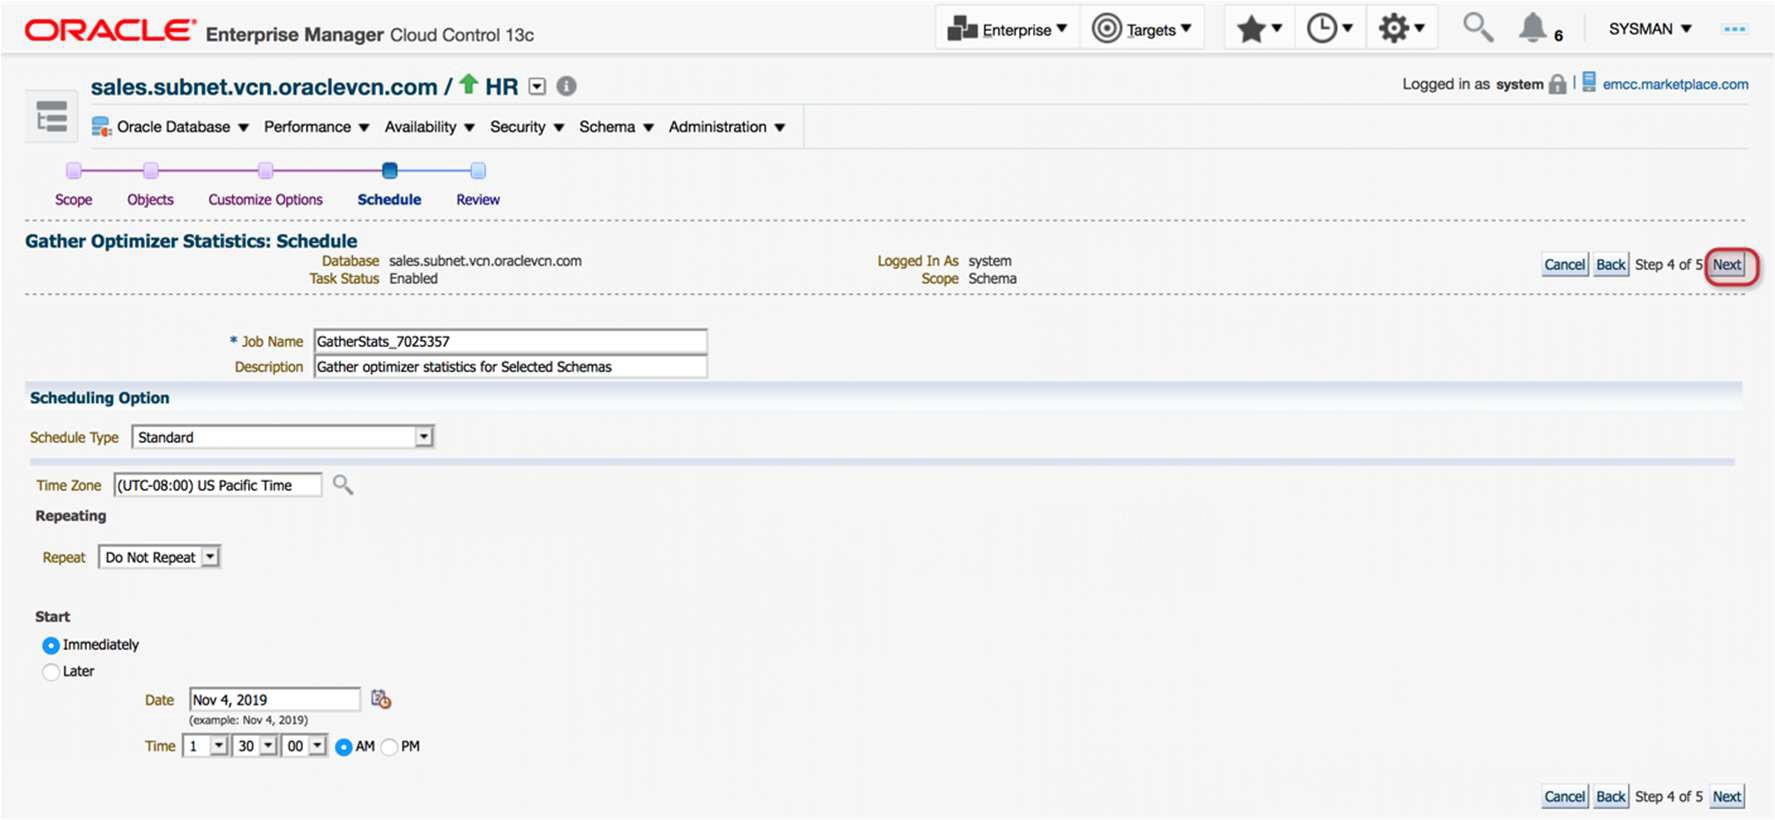 ORACLE Enterprise Manager Cloud Control 13c
Enterprise Targets 6 SYSMAN
sales.subnet.vcn.oraclevcn.com / HR
Logged in as system emcc.marketplace.com
Oracle Database Performance Availability Security Schema Administration
Scope Objects Customize Options Schedule Review
Gather Optimizer Statistics: Schedule
Database sales.subnet.vcn.oraclevcn.com Logged In As system
Task Status Enabled Scope Schema
Cancel Back Step 4 of 5 Next
* Job Name GatherStats_7025357
Description Gather optimizer statistics for Selected Schemas
Scheduling Option
Schedule Type Standard
Time Zone (UTC-08:00) US Pacific Time
Repeating
Repeat Do Not Repeat
Start
Immediately
Later
Date Nov 4, 2019
(example: Nov 4, 2019)
Time 1 30 00 AM PM
Cancel Back Step 4 of 5 Next